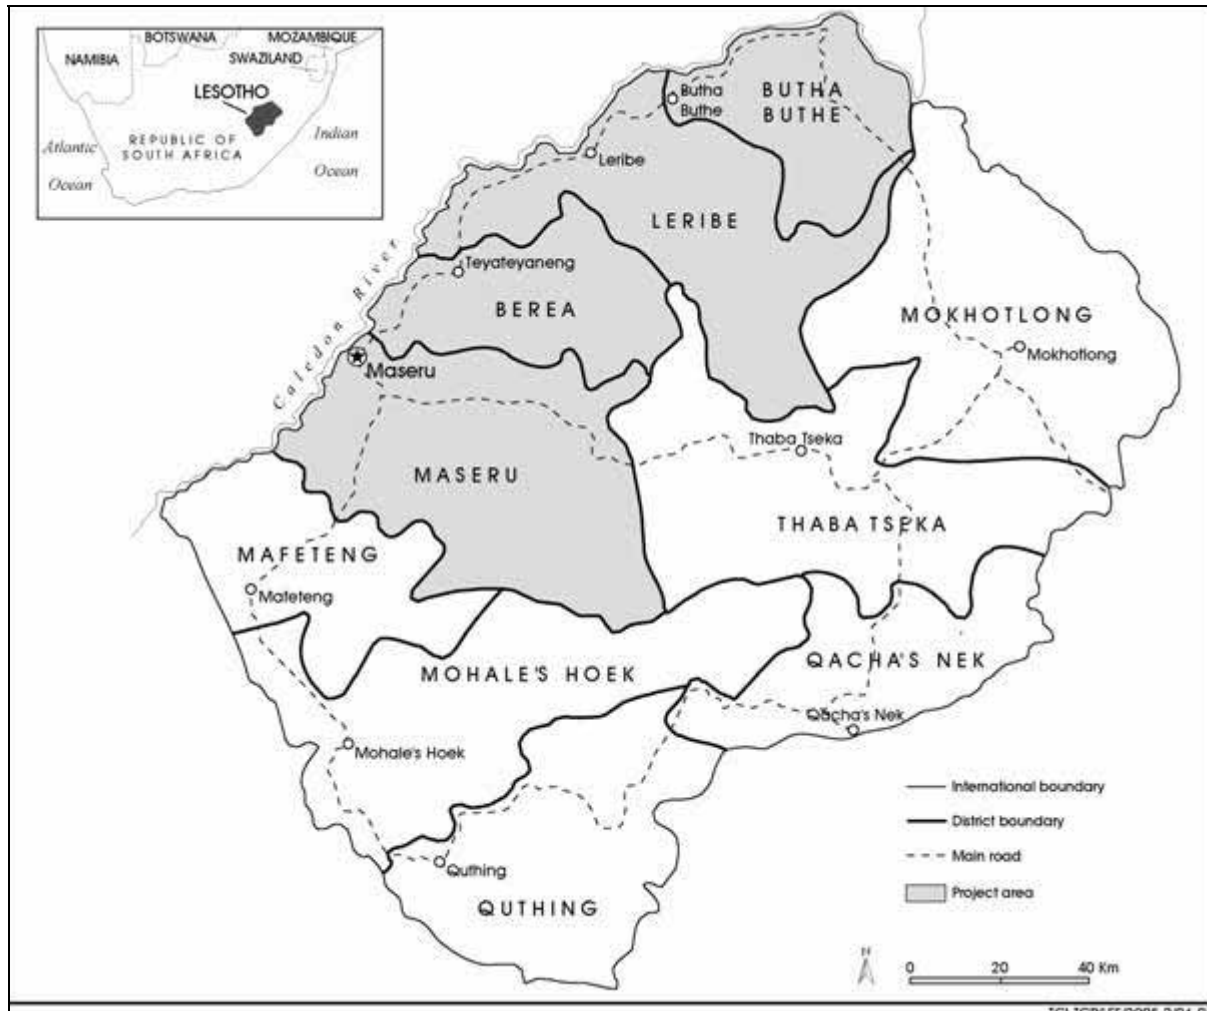 BOTSWANA
MOZAMBIQUE
NAMIBIA
SWAZILAND
LESOTHO
REPUBLIC OF
SOUTH AFRICA
Atlantic
Ocean
Indian
Ocean
Butha
Buthe
BUTHA
BUTHE
Leribe
LERIBE
Caledon River
Teyateyaneng
BEREA
MOKHOTLONG
Mokhotlong
Maseru
Thaba Tseka
MASERU
THABA TSEKA
MAFETENG
Mafeteng
MOHALE'S HOEK
QACHA'S NEK
Qacha's Nek
Mohale's Hoek
Quthing
QUTHING
International boundary
District boundary
Main road
Project area
N
0 20 40 Km